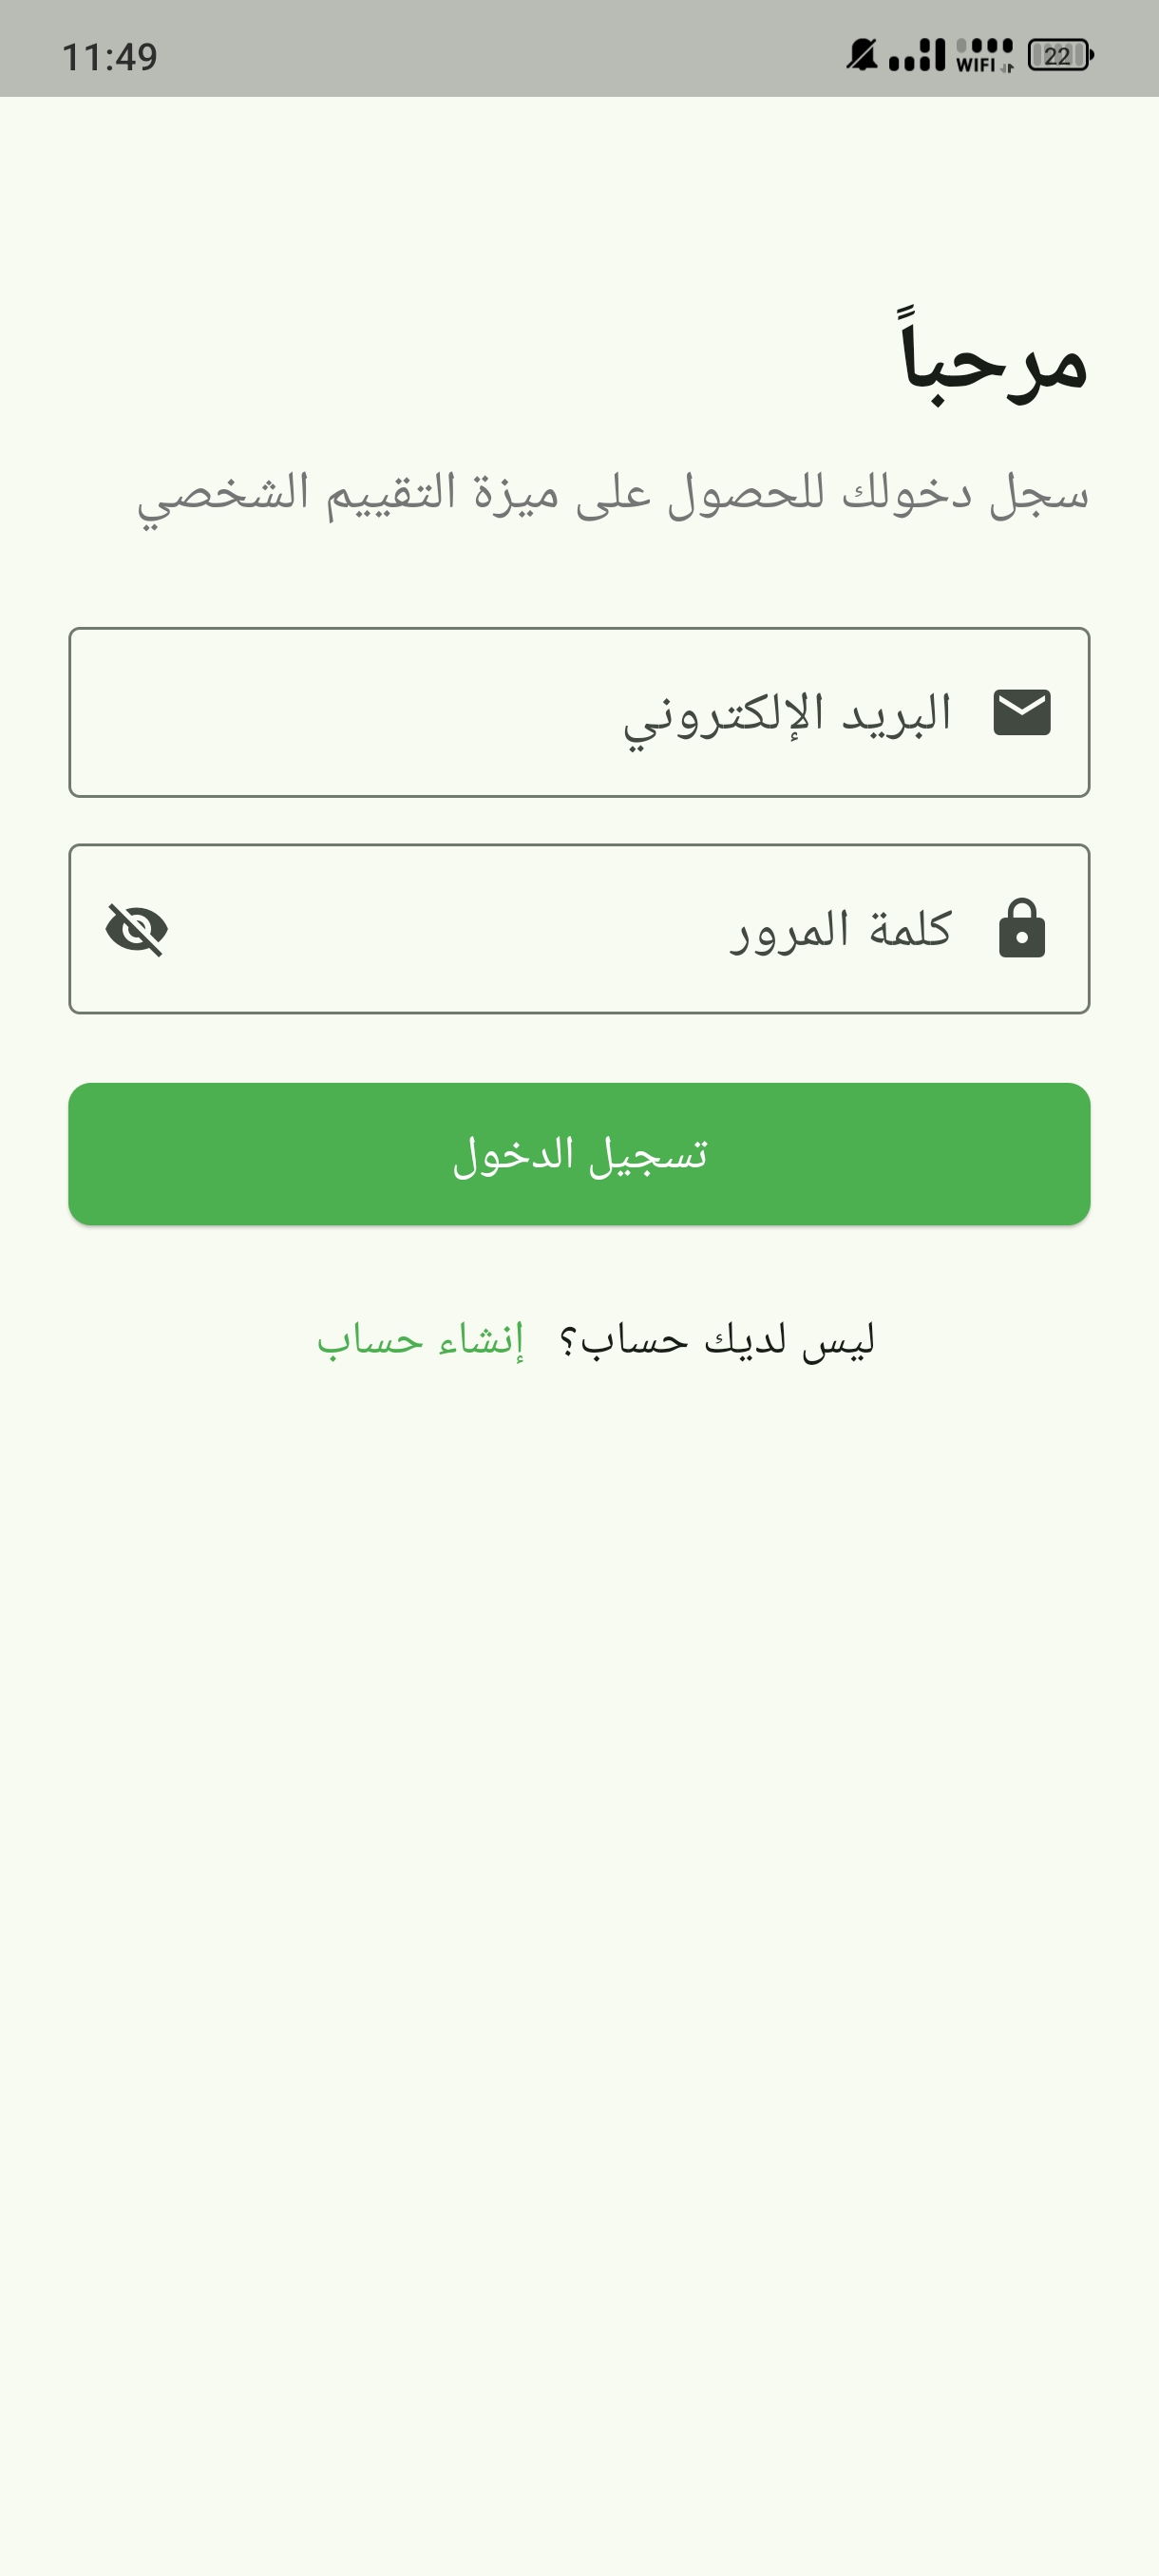 11:49
WIFI 22
مرحباً
سجل دخولك للحصول على ميزة التقييم الشخصي
البريد الإلكتروني
كلمة المرور
تسجيل الدخول
ليس لديك حساب؟ إنشاء حساب